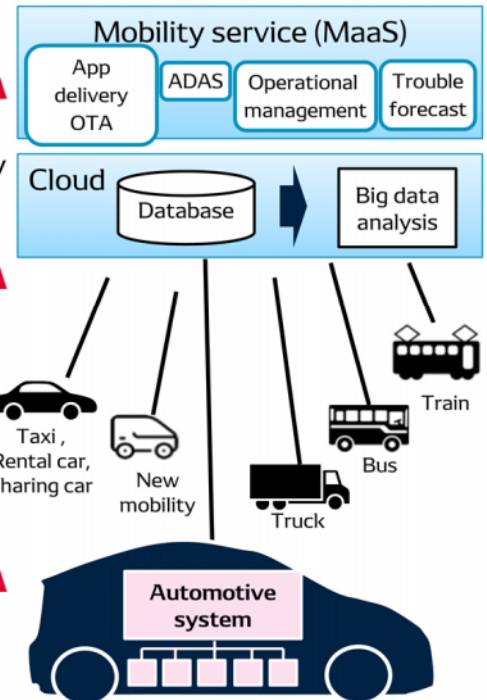 Mobility service (MaaS)
App
delivery
OTA
ADAS
Operational
management
Trouble
forecast
Cloud
Database
Big data
analysis
Train
Taxi ,
Rental car,
haring car
New
mobility
Bus
Truck
Automotive
system